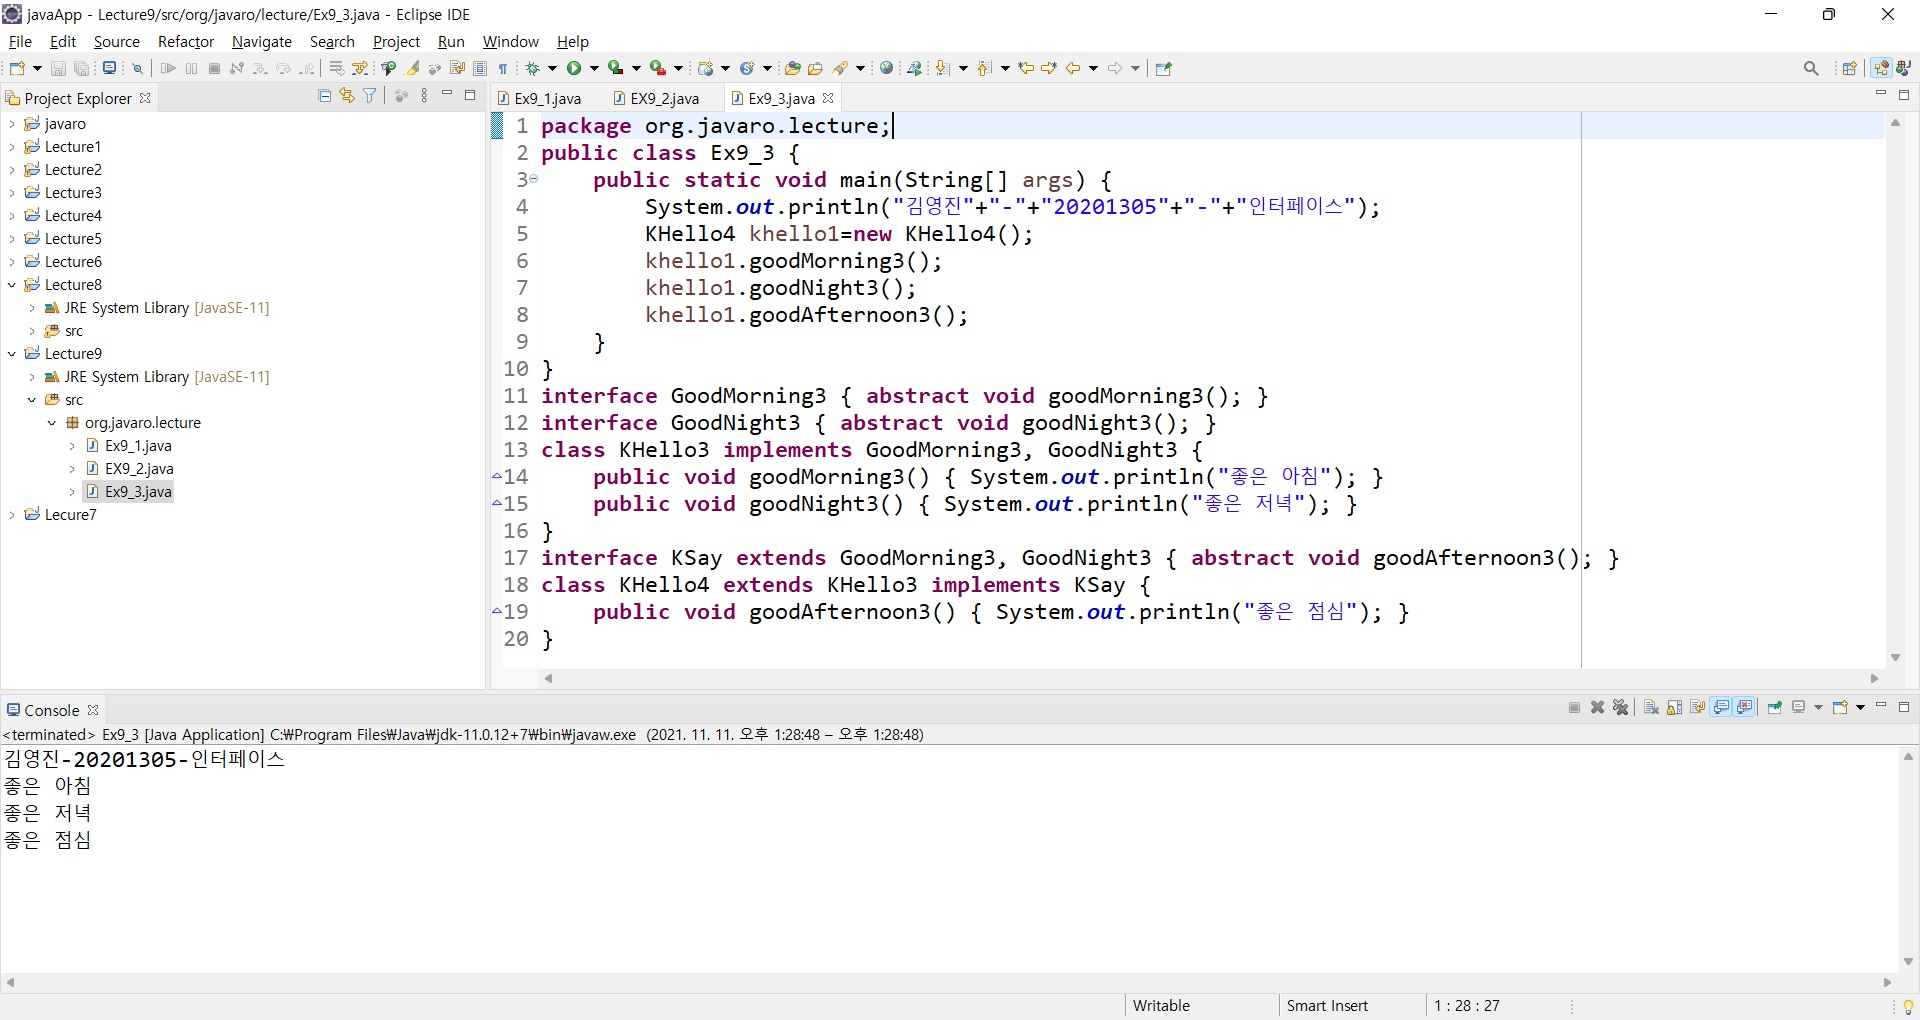 javaApp - Lecture9/src/org/javaro/lecture/Ex9_3.java - Eclipse IDE
File Edit Source Refactor Navigate Search Project Run Window Help
Project Explorer
javaro
Lecture1
Lecture2
Lecture3
Lecture4
Lecture5
Lecture6
Lecture8
JRE System Library [JavaSE-11]
src
Lecture9
JRE System Library [JavaSE-11]
src
org.javaro.lecture
Ex9_1.java
EX9_2.java
Ex9_3.java
Lecure7
Ex9_1.java EX9_2.java Ex9_3.java
1 package org.javaro.lecture;
2 public class Ex9_3 {
3 public static void main(String[] args) {
4 System.out.println("김영진"+"-"+"20201305"+"-"+"인터페이스");
5 KHello4 khello1=new KHello4();
6 khello1.goodMorning3();
7 khello1.goodNight3();
8 khello1.goodAfternoon3();
9 }
10 }
11 interface GoodMorning3 { abstract void goodMorning3(); }
12 interface GoodNight3 { abstract void goodNight3(); }
13 class KHello3 implements GoodMorning3, GoodNight3 {
14 public void goodMorning3() { System.out.println("좋은 아침"); }
15 public void goodNight3() { System.out.println("좋은 저녁"); }
16 }
17 interface KSay extends GoodMorning3, GoodNight3 { abstract void goodAfternoon3(); }
18 class KHello4 extends KHello3 implements KSay {
19 public void goodAfternoon3() { System.out.println("좋은 점심"); }
20 }
Console
<terminated> Ex9_3 [Java Application] C:₩Program Files₩Java₩jdk-11.0.12+7₩bin₩javaw.exe (2021. 11. 11. 오후 1:28:48 – 오후 1:28:48)
김영진-20201305-인터페이스
좋은 아침
좋은 저녁
좋은 점심
Writable Smart Insert 1 : 28 : 27